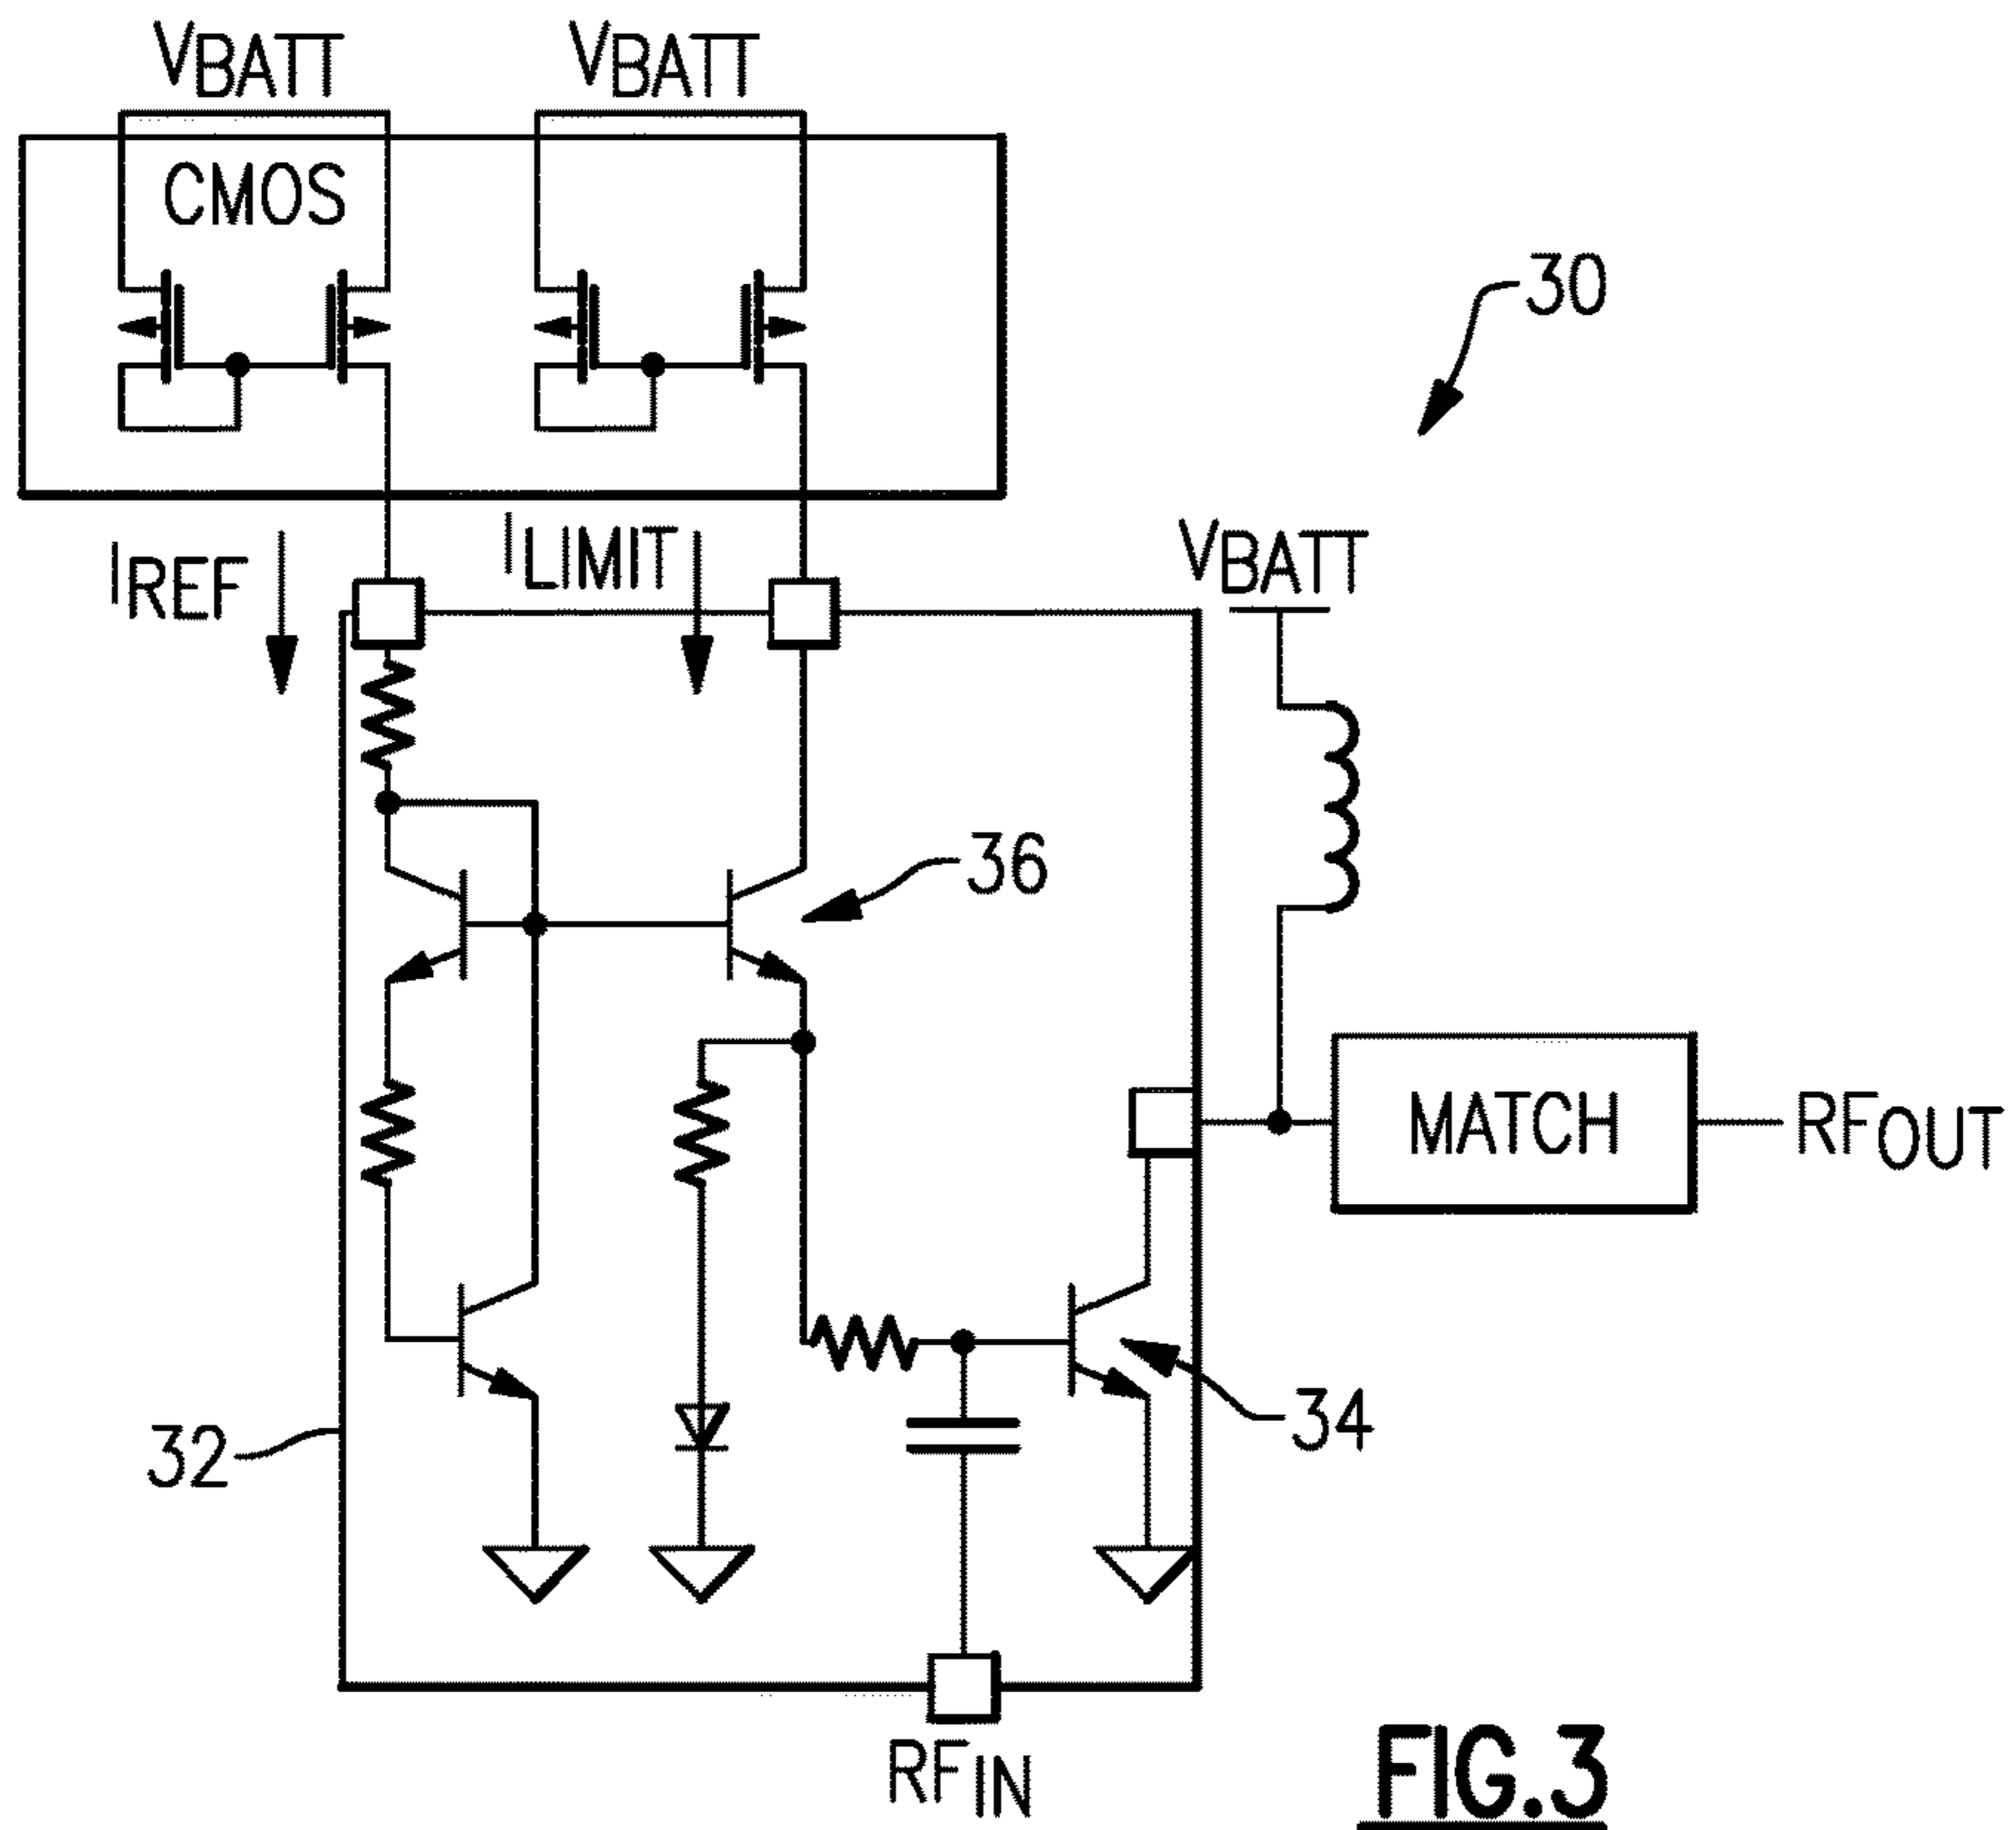 VBATT
VBATT
CMOS
30
IREF
ILIMIT
VBATT
36
MATCH
RFOUT
32
34
RFIN
FIG.3